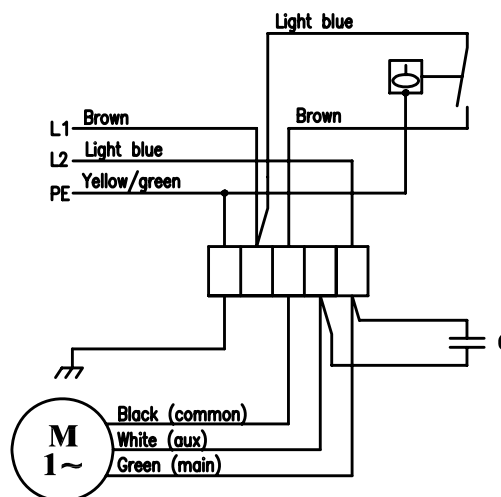 Light blue
Brown
L1 Brown
L2 Light blue
PE Yellow/green
Black (common)
White (aux)
Green (main)
M
1~